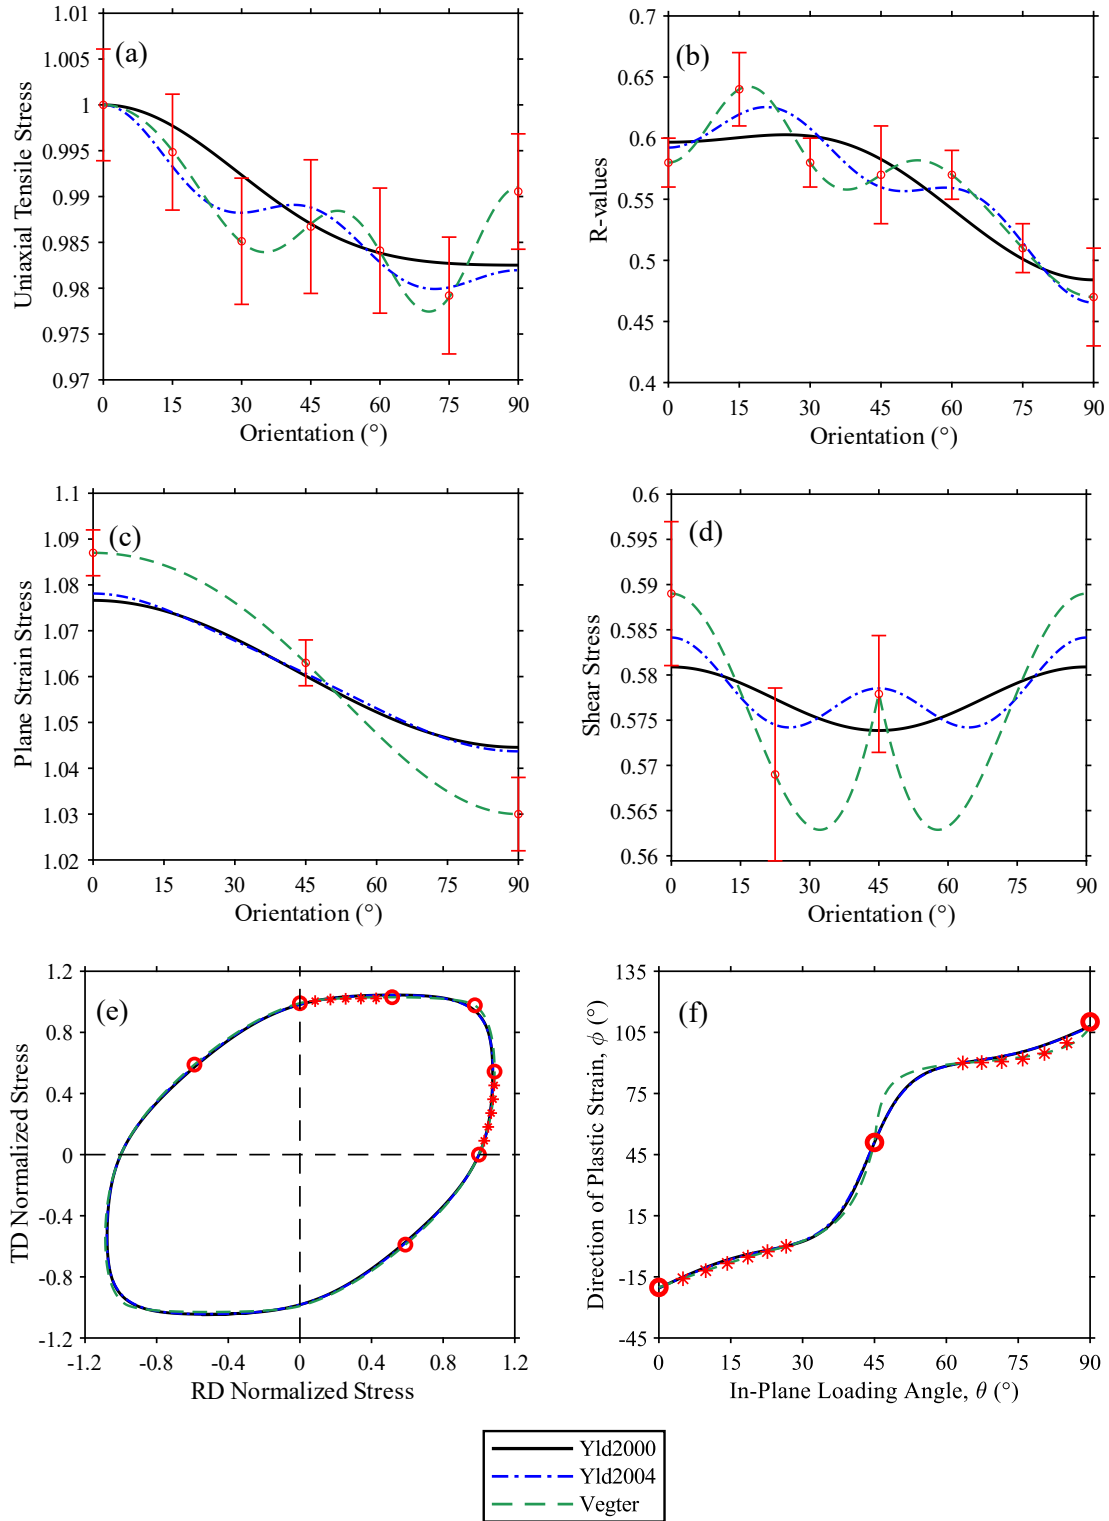 (a)
Uniaxial Tensile Stress
1.01
1.005
1
0.995
0.99
0.985
0.98
0.975
0.97
0 15 30 45 60 75 90
Orientation (°)
(b)
R-values
0.7
0.65
0.6
0.55
0.5
0.45
0.4
0 15 30 45 60 75 90
Orientation (°)
(c)
Plane Strain Stress
1.1
1.09
1.08
1.07
1.06
1.05
1.04
1.03
1.02
0 15 30 45 60 75 90
Orientation (°)
(d)
Shear Stress
0.6
0.595
0.59
0.585
0.58
0.575
0.57
0.565
0.56
0 15 30 45 60 75 90
Orientation (°)
(e)
TD Normalized Stress
1.2
0.8
0.4
0
-0.4
-0.8
-1.2
-1.2 -0.8 -0.4 0 0.4 0.8 1.2
RD Normalized Stress
(f)
Direction of Plastic Strain, ϕ (°)
135
105
75
45
15
-15
-45
0 15 30 45 60 75 90
In-Plane Loading Angle, θ (°)
Yld2000
Yld2004
Vegter